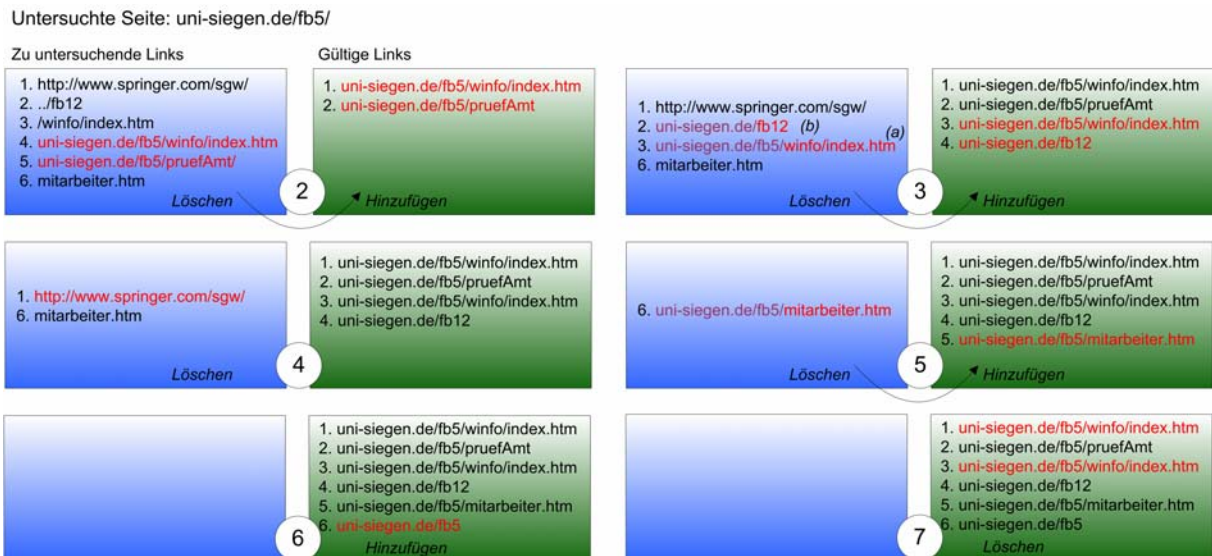 Untersuchte Seite: uni-siegen.de/fb5/
Zu untersuchende Links
Gültige Links
1. http://www.springer.com/sgw/
2. ../fb12
3. /winfo/index.htm
4. uni-siegen.de/fb5/winfo/index.htm
5. uni-siegen.de/fb5/pruefAmt/
6. mitarbeiter.htm
Löschen
2
1. uni-siegen.de/fb5/winfo/index.htm
2. uni-siegen.de/fb5/pruefAmt
Hinzufügen
1. http://www.springer.com/sgw/
2. uni-siegen.de/fb12 (b)
3. uni-siegen.de/fb5/winfo/index.htm (a)
6. mitarbeiter.htm
Löschen
3
1. uni-siegen.de/fb5/winfo/index.htm
2. uni-siegen.de/fb5/pruefAmt
3. uni-siegen.de/fb5/winfo/index.htm
4. uni-siegen.de/fb12
Hinzufügen
1. http://www.springer.com/sgw/
6. mitarbeiter.htm
Löschen
4
1. uni-siegen.de/fb5/winfo/index.htm
2. uni-siegen.de/fb5/pruefAmt
3. uni-siegen.de/fb5/winfo/index.htm
4. uni-siegen.de/fb12
6. uni-siegen.de/fb5/mitarbeiter.htm
Löschen
5
1. uni-siegen.de/fb5/winfo/index.htm
2. uni-siegen.de/fb5/pruefAmt
3. uni-siegen.de/fb5/winfo/index.htm
4. uni-siegen.de/fb12
5. uni-siegen.de/fb5/mitarbeiter.htm
Hinzufügen
6
1. uni-siegen.de/fb5/winfo/index.htm
2. uni-siegen.de/fb5/pruefAmt
3. uni-siegen.de/fb5/winfo/index.htm
4. uni-siegen.de/fb12
5. uni-siegen.de/fb5/mitarbeiter.htm
6. uni-siegen.de/fb5
Hinzufügen
7
1. uni-siegen.de/fb5/winfo/index.htm
2. uni-siegen.de/fb5/pruefAmt
3. uni-siegen.de/fb5/winfo/index.htm
4. uni-siegen.de/fb12
5. uni-siegen.de/fb5/mitarbeiter.htm
6. uni-siegen.de/fb5
Löschen